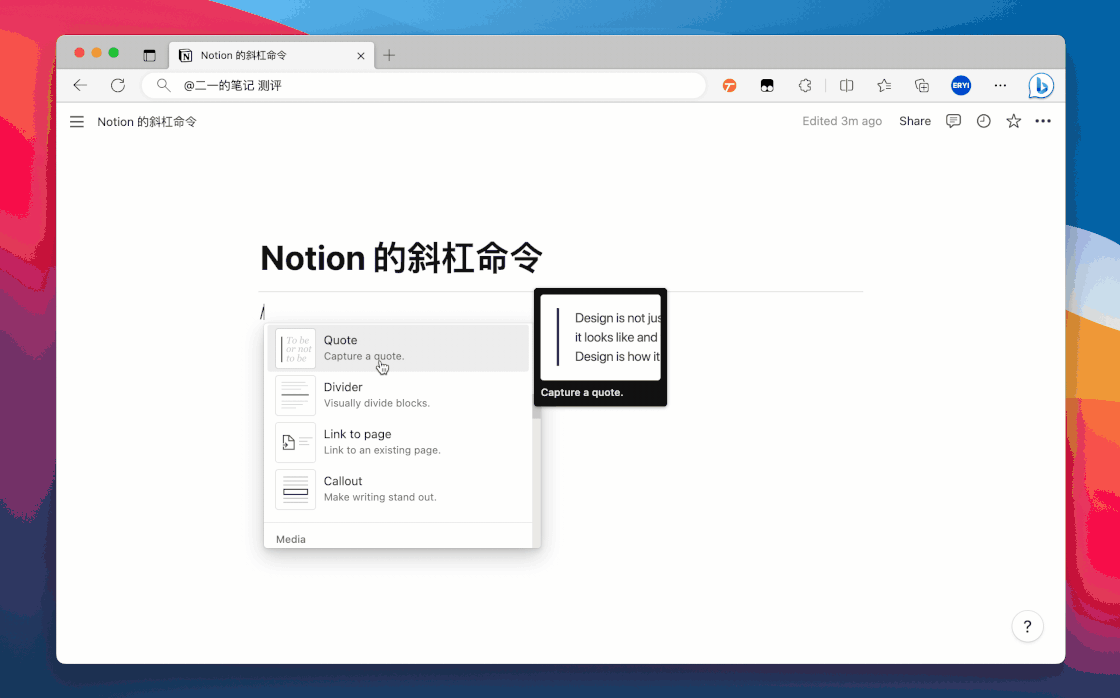 Notion 的斜杠命令
@二一的笔记 测评
ERYI
Notion 的斜杠命令
Edited 3m ago
Share
Notion 的斜杠命令
/
To be
or not
to be
Quote
Capture a quote.
Divider
Visually divide blocks.
Link to page
Link to an existing page.
Callout
Make writing stand out.
Media
Design is not jus
it looks like and
Design is how it
Capture a quote.
?